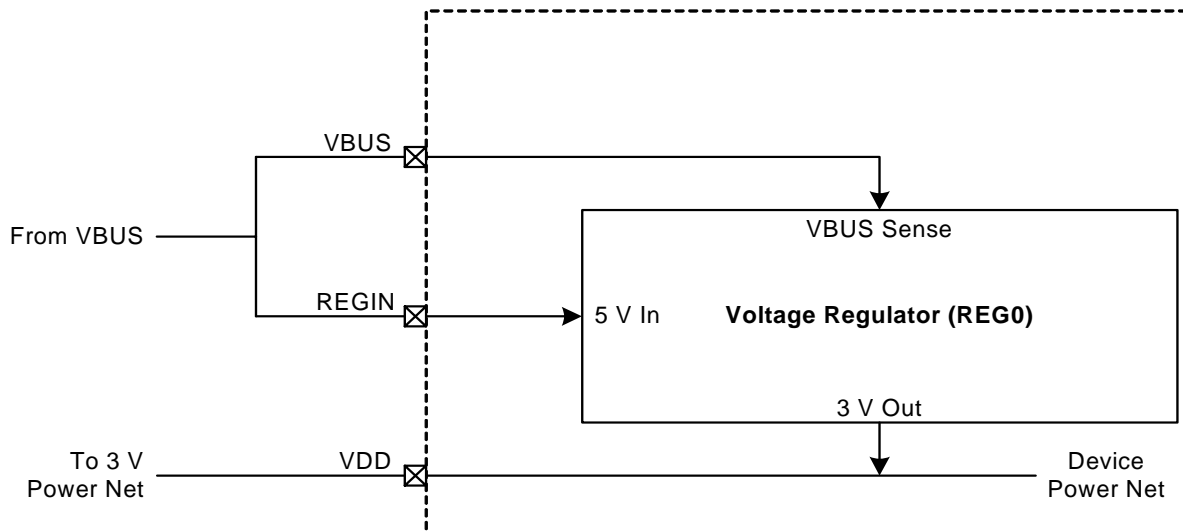 VBUS
From VBUS
VBUS Sense
REGIN
5 V In
Voltage Regulator (REG0)
3 V Out
To 3 V
Power Net
VDD
Device
Power Net